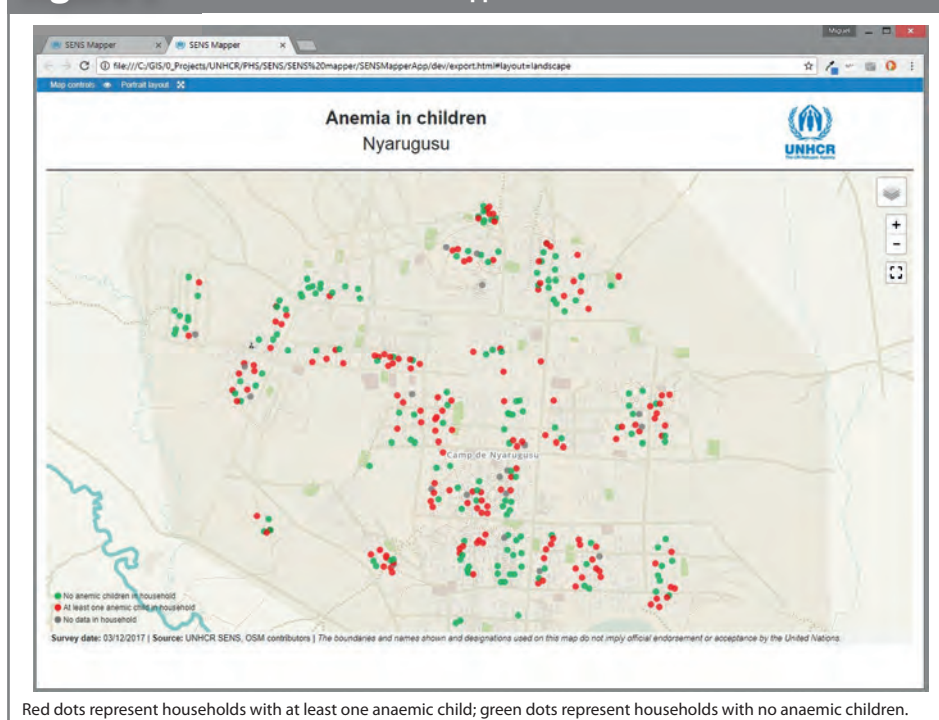 SENS Mapper
SENS Mapper
Miguel
file:///C:/GIS/0_Projects/UNHCR/PHS/SENS/SENS%20mapper/SENSMapperApp/dev/export.html#layout=landscape
Map controls Portrait layout
Anemia in children
Nyarugusu
UNHCR
The UN Refugee Agency
+
-
Camp de Nyarugusu
No anemic children in household
At least one anemic child in household
No data in household
Survey date: 03/12/2017 | Source: UNHCR SENS, OSM contributors | The boundaries and names shown and designations used on this map do not imply official endorsement or acceptance by the United Nations.
Red dots represent households with at least one anaemic child; green dots represent households with no anaemic children.